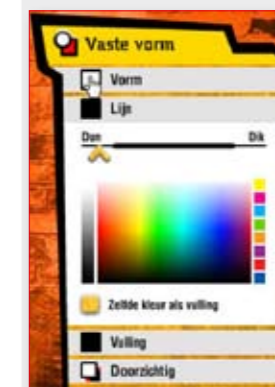 Vaste vorm
Vorm
Lijn
Dun Dik
Zelfde kleur als vulling
Vulling
Doorzichtig